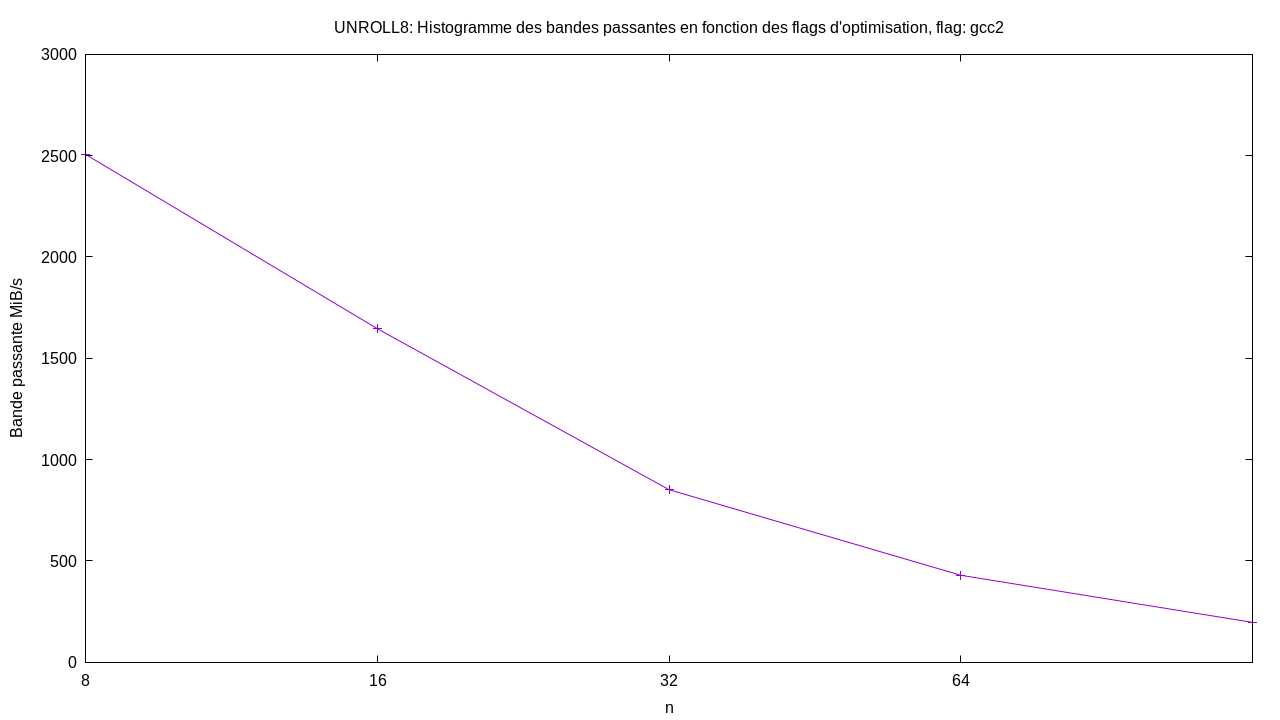 UNROLL8: Histogramme des bandes passantes en fonction des flags d'optimisation, flag: gcc2
3000
2500
2000
1500
1000
500
0
Bande passante MiB/s
8 16 32 64
n